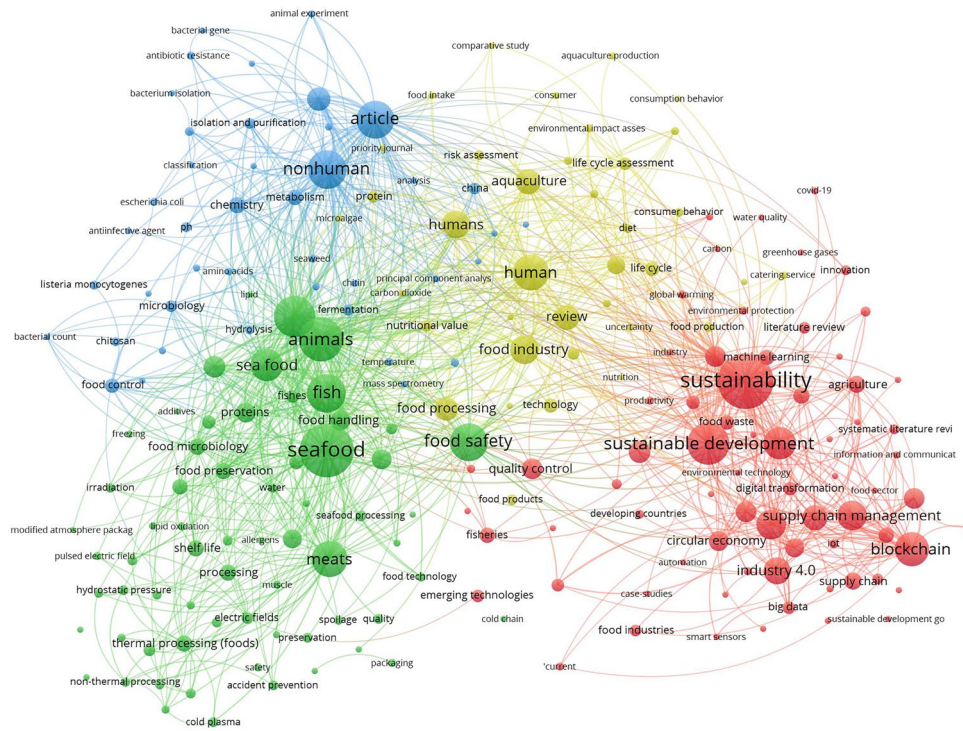 animal experiment
bacterial gene
comparative study
antibiotic resistance
aquaculture production
bacterium isolation
food intake
consumer
consumption behavior
article
isolation and purification
environmental impact asses
priority journal
risk assessment
classification
nonhuman
life cycle assessment
analysis
aquaculture
china
covid-19
metabolism
protein
escherichia coli
chemistry
consumer behavior
microalgae
humans
water quality
antiinfective agent
ph
diet
carbon
greenhouse gases
seaweed
amino acids
human
life cycle
innovation
principal component analys
catering service
listeria monocytogenes
chitin
carbon dioxide
lipid
global warming
microbiology
fermentation
environmental protection
review
nutritional value
uncertainty
food production
literature review
hydrolysis
bacterial count
chitosan
animals
food industry
industry
machine learning
sea food
temperature
nutrition
sustainability
food control
mass spectrometry
agriculture
fishes
fish
productivity
additives
proteins
food processing
technology
food handling
food waste
freezing
systematic literature revi
food microbiology
seafood
food safety
sustainable development
information and communicat
food preservation
quality control
environmental technology
irradiation
water
digital transformation
food sector
food products
developing countries
seafood processing
supply chain management
modified atmosphere packag
lipid oxidation
fisheries
allergens
circular economy
iot
shelf life
blockchain
pulsed electric field
meats
automation
processing
food technology
industry 4.0
muscle
supply chain
hydrostatic pressure
emerging technologies
case-studies
big data
electric fields
spoilage
quality
cold chain
sustainable development go
food industries
smart sensors
preservation
thermal processing (foods)
packaging
safety
'current
non-thermal processing
accident prevention
cold plasma